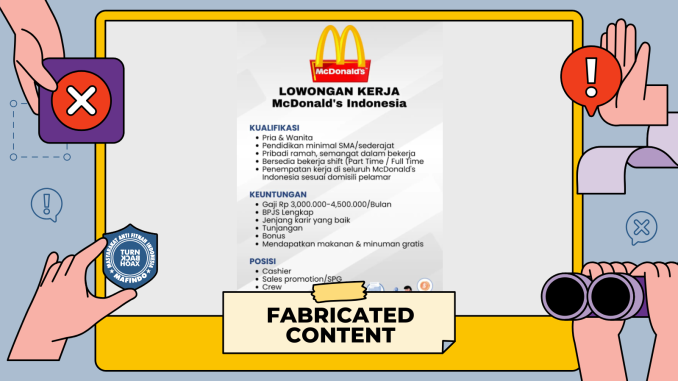 McDonald's
LOWONGAN KERJA
McDonald's Indonesia
KUALIFIKASI
• Pria & Wanita
• Pendidikan minimal SMA/sederajat
• Pribadi ramah, semangat dalam bekerja
• Bersedia bekerja shift (Part Time / Full Time
• Penempatan kerja di seluruh McDonald's
Indonesia sesuai domisili pelamar
KEUNTUNGAN
• Gaji Rp 3,000.000-4,500.000/Bulan
• BPJS Lengkap
• Jenjang karir yang baik
• Tunjangan
• Bonus
• Mendapatkan makanan & minuman gratis
POSISI
• Cashier
• Sales promotion/SPG
• Crew
MASYARAKAT ANTI FITNAH INDONESIA
TURN
BACK
HOAX
MAFINDO
FABRICATED
CONTENT